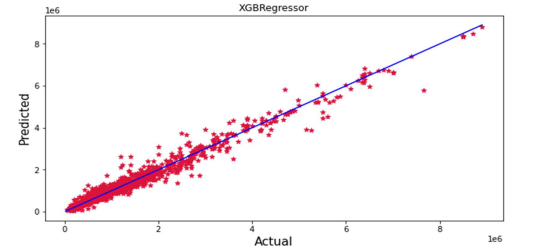 XGBRegressor
1e6
8
6
4
2
0
Predicted
0 2 4 6 8
1e6
Actual